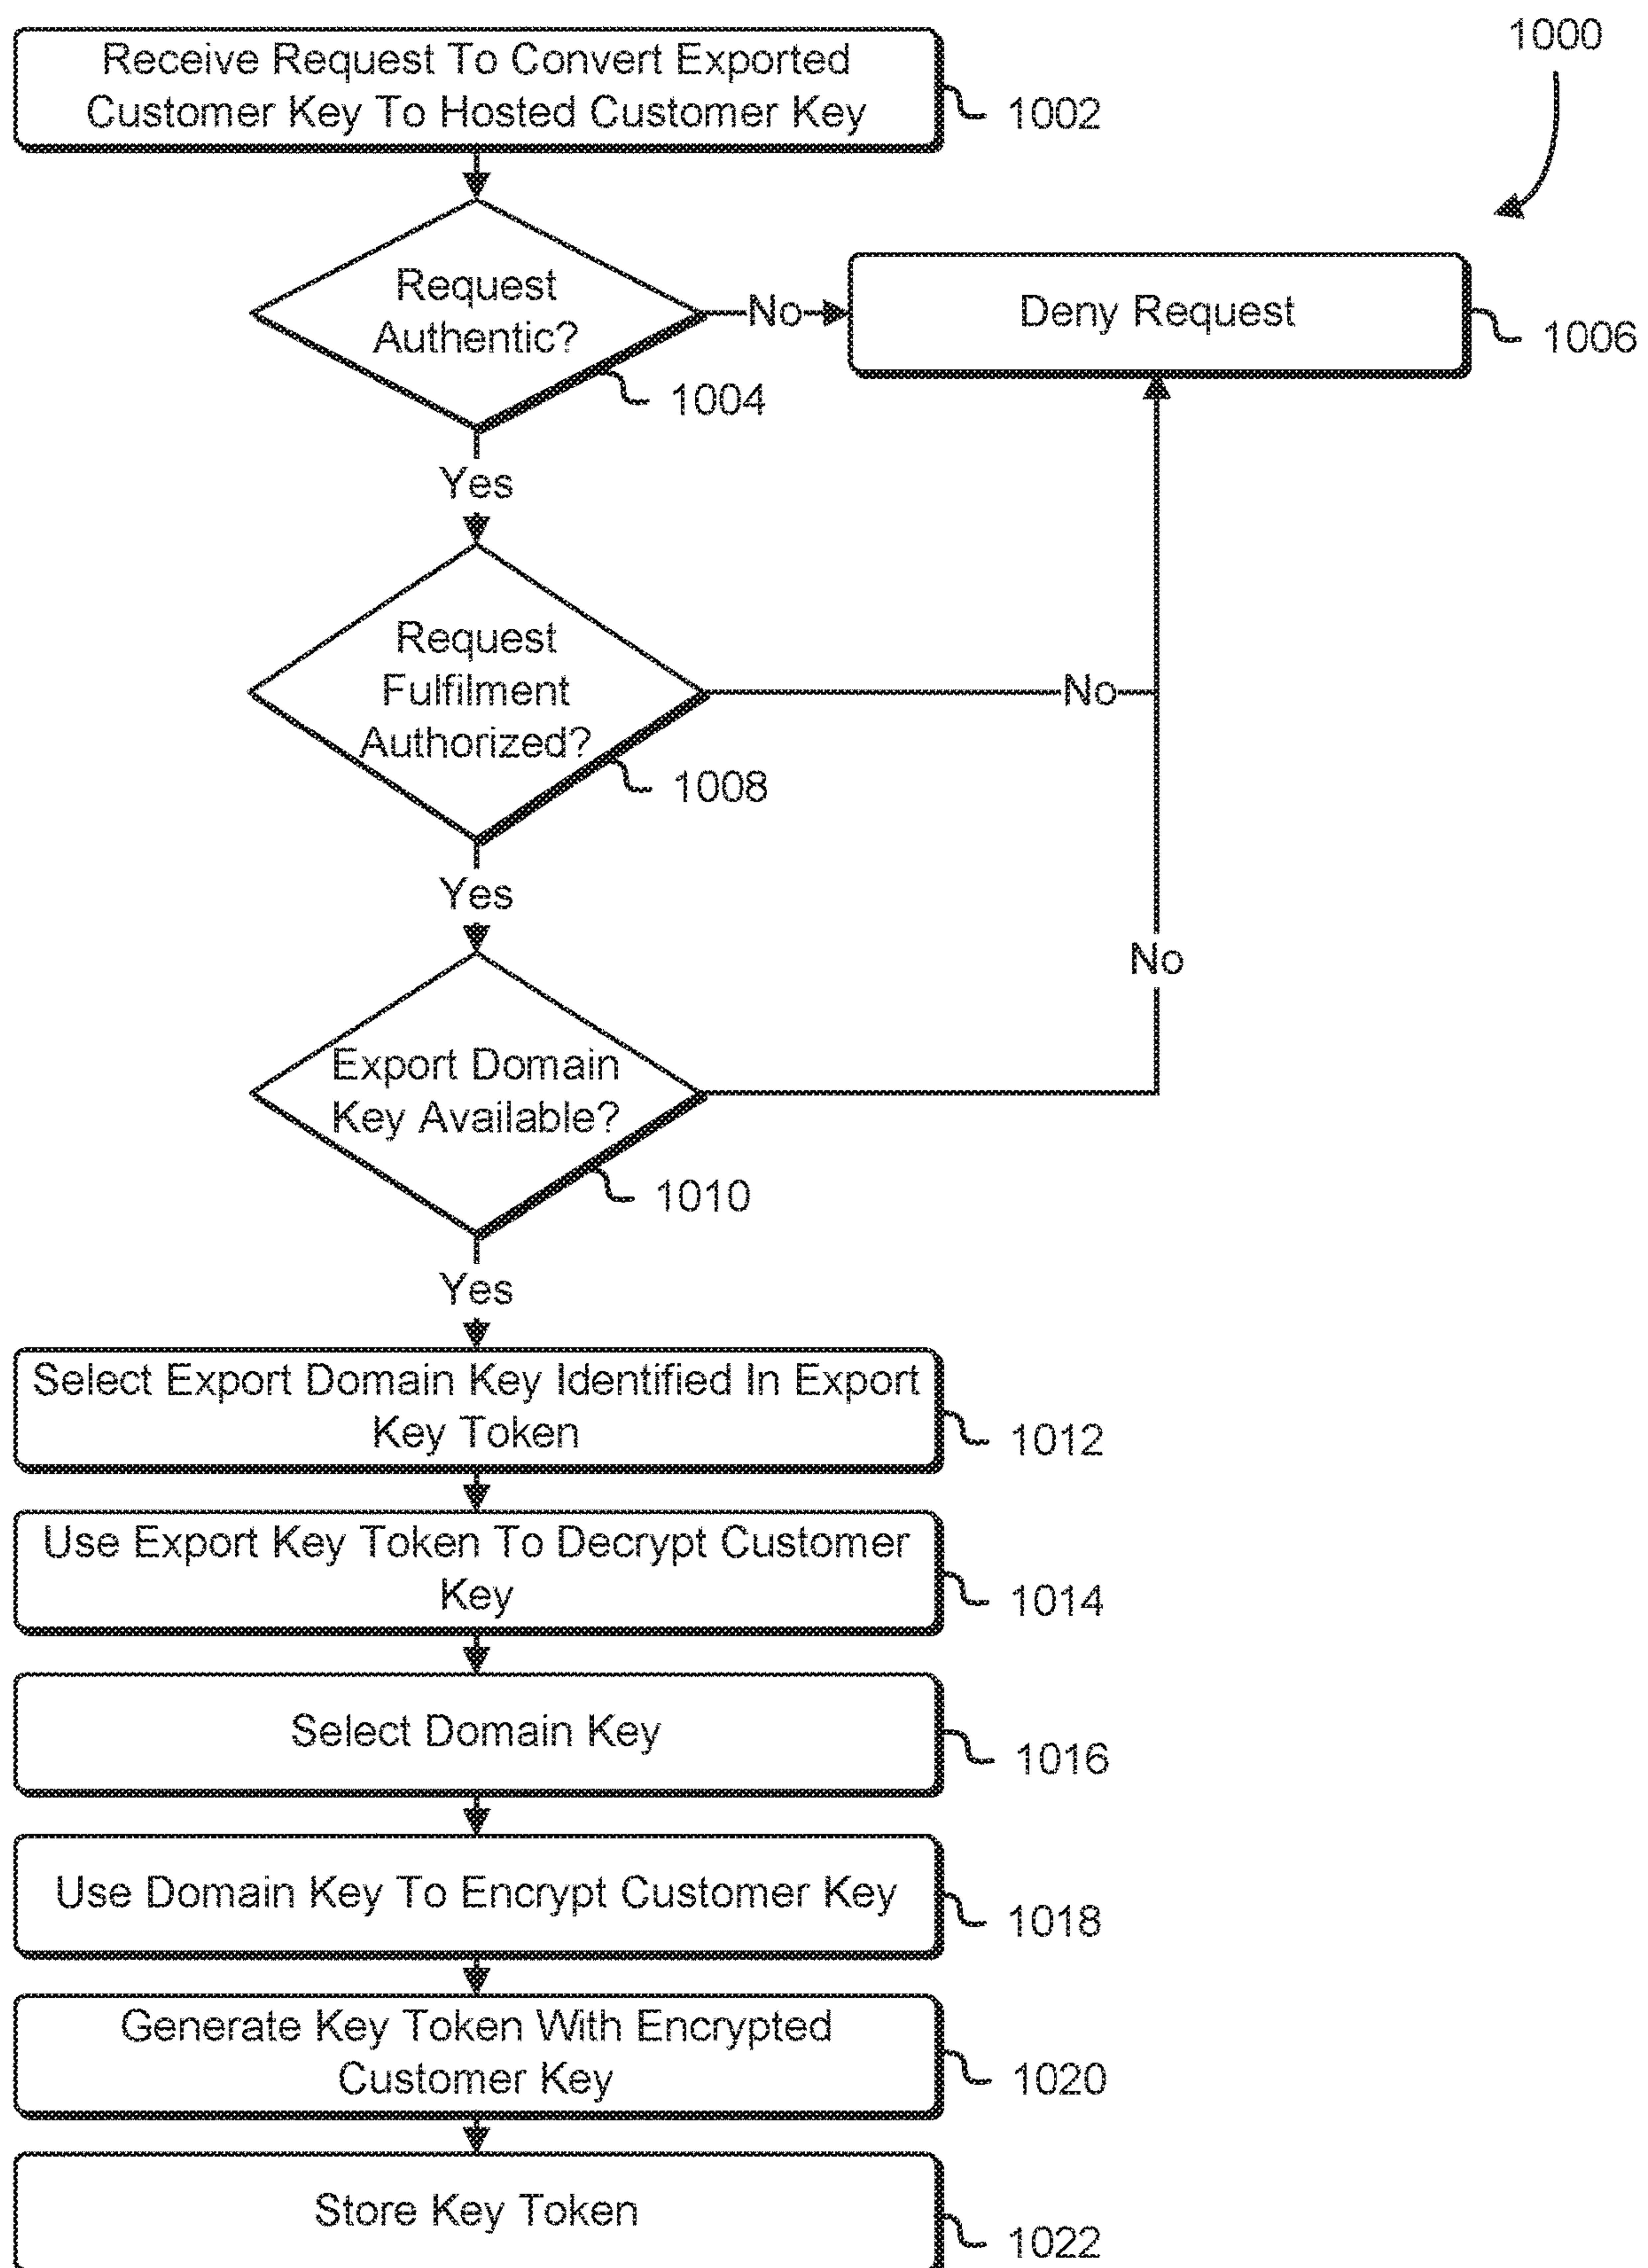 1000
Receive Request To Convert Exported
Customer Key To Hosted Customer Key
1002
Request
Authentic?
1004
No
Deny Request
1006
Yes
Request
Fulfilment
Authorized?
1008
No
Yes
Export Domain
Key Available?
1010
No
Yes
Select Export Domain Key Identified In Export
Key Token
1012
Use Export Key Token To Decrypt Customer
Key
1014
Select Domain Key
1016
Use Domain Key To Encrypt Customer Key
1018
Generate Key Token With Encrypted
Customer Key
1020
Store Key Token
1022